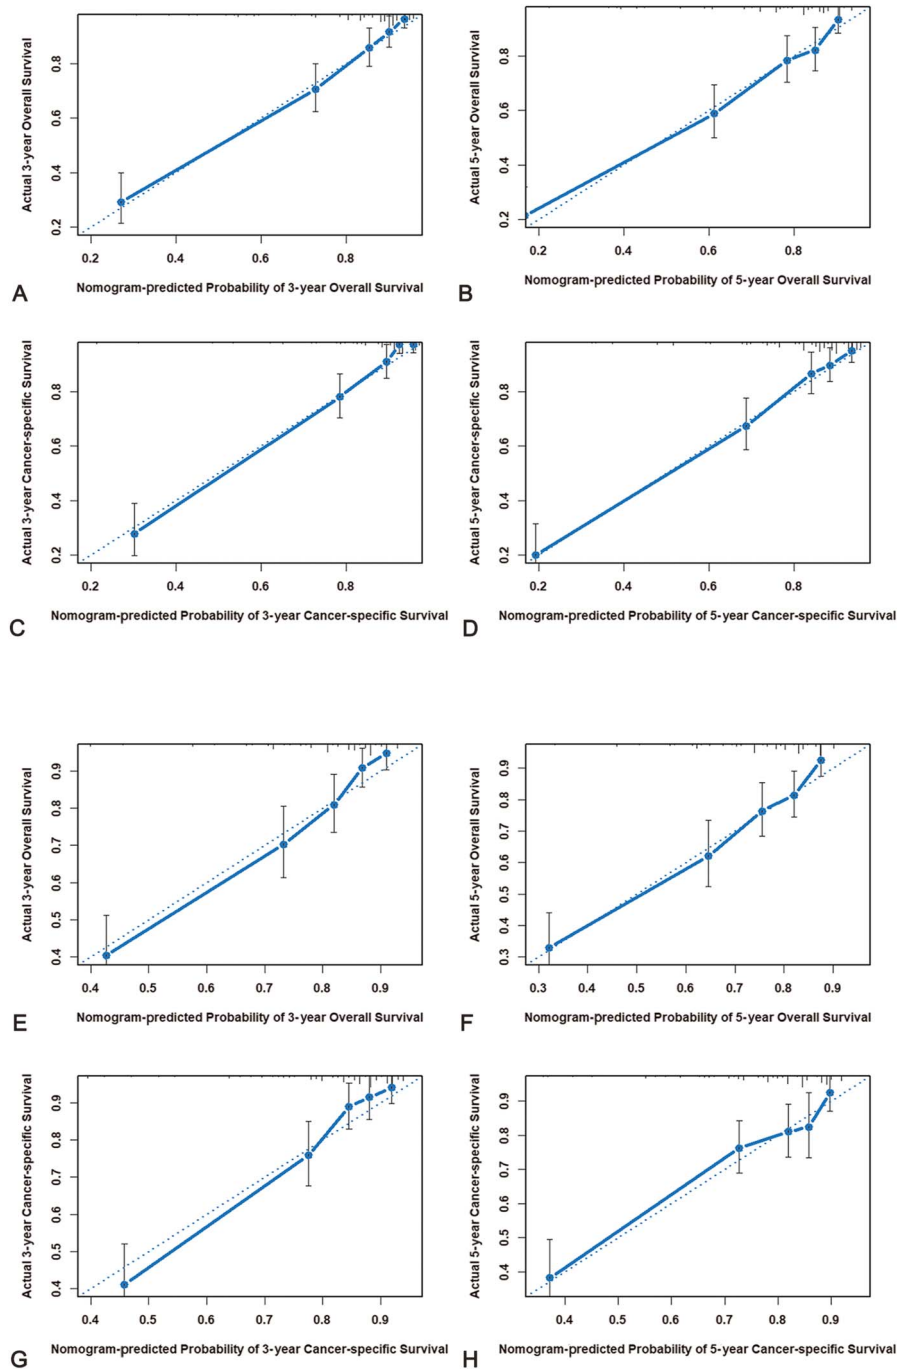 Actual 3-year Overall Survival
0.8
0.6
0.4
0.2
0.2 0.4 0.6 0.8
Nomogram-predicted Probability of 3-year Overall Survival
A
Actual 5-year Overall Survival
0.8
0.6
0.4
0.2
0.2 0.4 0.6 0.8
Nomogram-predicted Probability of 5-year Overall Survival
B
Actual 3-year Cancer-specific Survival
0.8
0.6
0.4
0.2
0.2 0.4 0.6 0.8
Nomogram-predicted Probability of 3-year Cancer-specific Survival
C
Actual 5-year Cancer-specific Survival
0.8
0.6
0.4
0.2
0.2 0.4 0.6 0.8
Nomogram-predicted Probability of 5-year Cancer-specific Survival
D
Actual 3-year Overall Survival
0.9
0.8
0.7
0.6
0.5
0.4
0.4 0.5 0.6 0.7 0.8 0.9
Nomogram-predicted Probability of 3-year Overall Survival
E
Actual 5-year Overall Survival
0.9
0.8
0.7
0.6
0.5
0.4
0.3
0.3 0.4 0.5 0.6 0.7 0.8 0.9
Nomogram-predicted Probability of 5-year Overall Survival
F
Actual 3-year Cancer-specific Survival
0.9
0.8
0.7
0.6
0.5
0.4
0.4 0.5 0.6 0.7 0.8 0.9
Nomogram-predicted Probability of 3-year Cancer-specific Survival
G
Actual 5-year Cancer-specific Survival
0.9
0.8
0.7
0.6
0.5
0.4
0.4 0.5 0.6 0.7 0.8 0.9
Nomogram-predicted Probability of 5-year Cancer-specific Survival
H